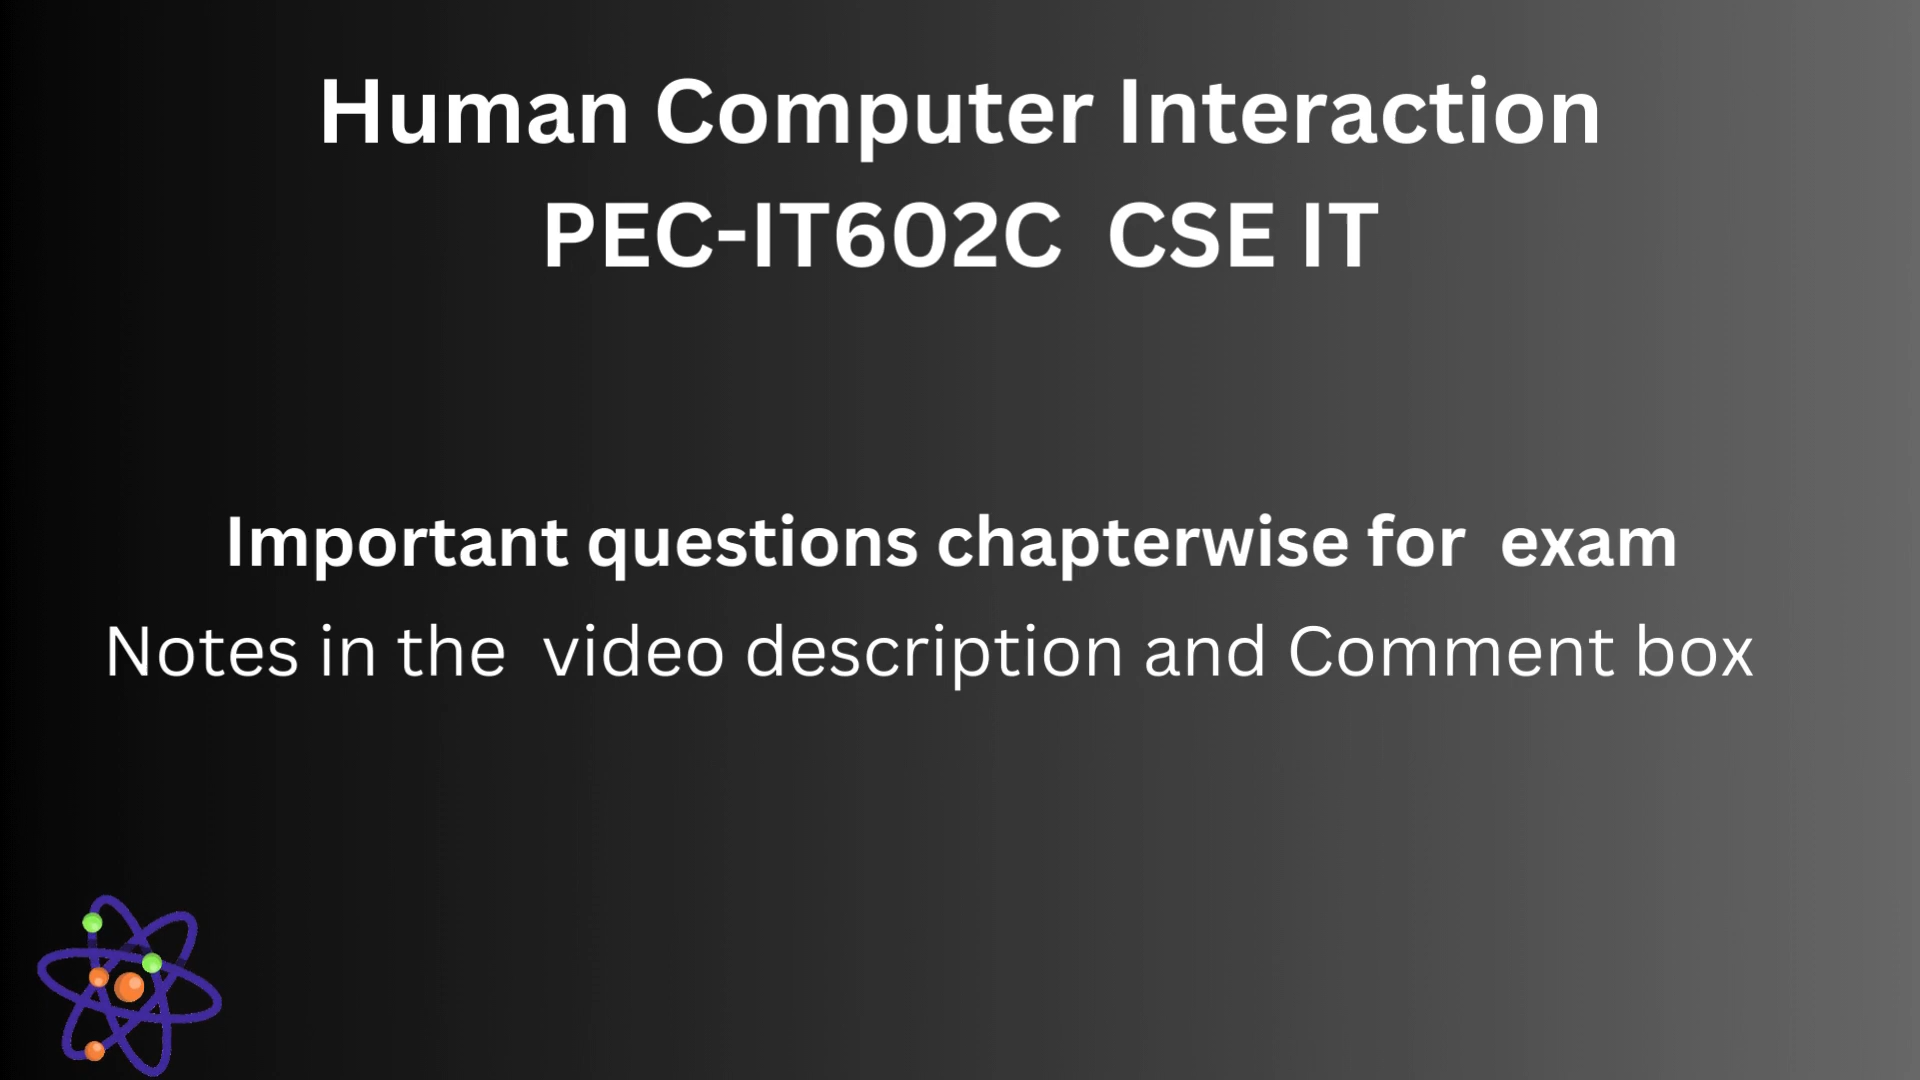 Human Computer Interaction
PEC-IT602C CSE IT
Important questions chapterwise for exam
Notes in the video description and Comment box